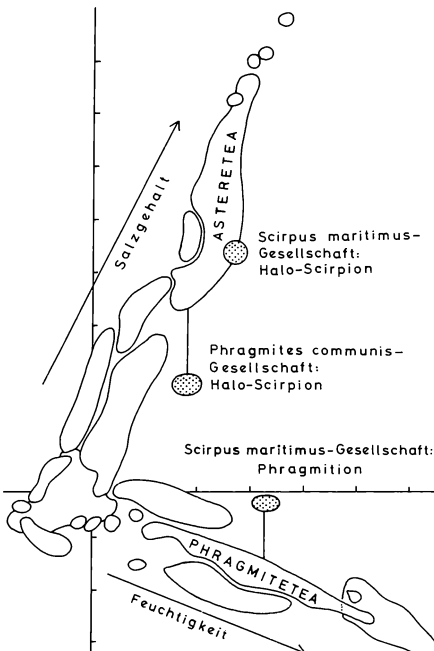 ASTERETEA
Salzgehalt
Scirpus maritimus-
Gesellschaft:
Halo-Scirpion
Phragmites communis-
Gesellschaft:
Halo-Scirpion
Scirpus maritimus-Gesellschaft:
Phragmition
PHRAGMITETEA
Feuchtigkeit